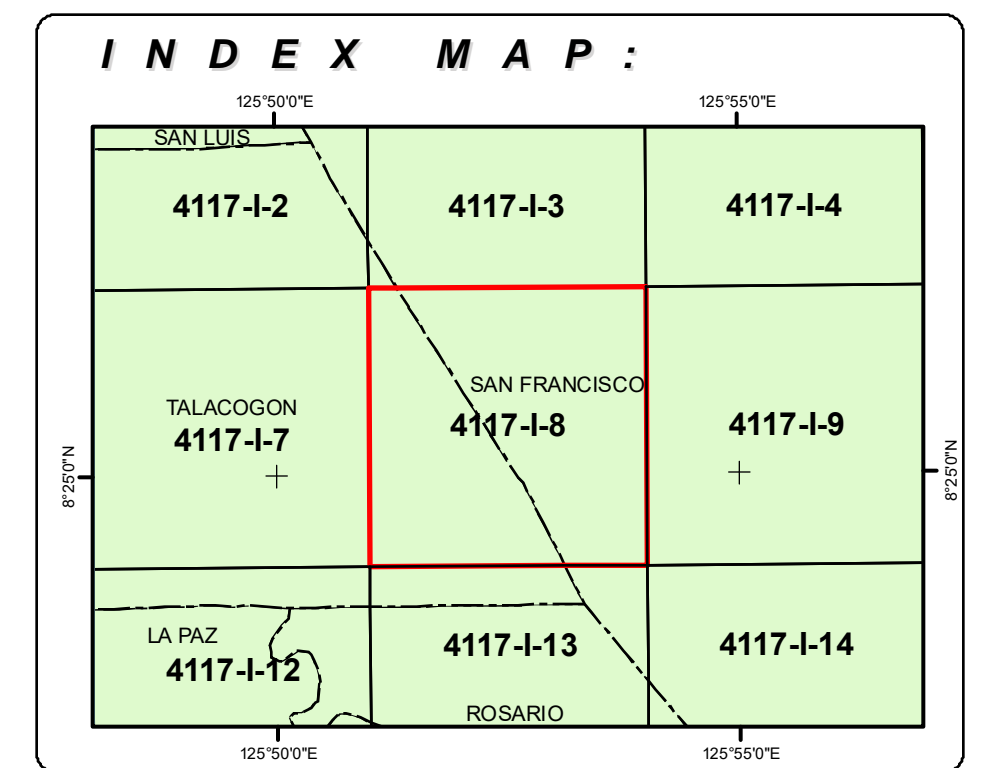 INDEX MAP:
125°50'0"E
125°55'0"E
SAN LUIS
4117-I-2
4117-I-3
4117-I-4
SAN FRANCISCO
TALACOGON
4117-I-7
4117-I-8
4117-I-9
8°25'0"N
8°25'0"N
LA PAZ
4117-I-12
4117-I-13
4117-I-14
ROSARIO
125°50'0"E
125°55'0"E